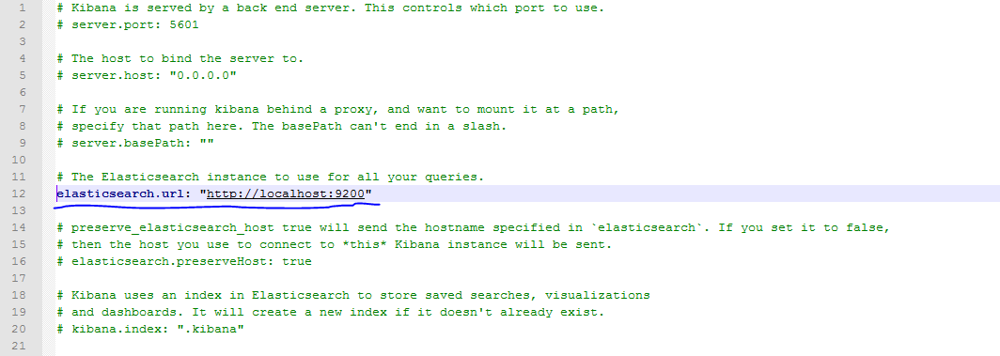 1 # Kibana is served by a back end server. This controls which port to use.
2 # server.port: 5601
3
4 # The host to bind the server to.
5 # server.host: "0.0.0.0"
6
7 # If you are running kibana behind a proxy, and want to mount it at a path,
8 # specify that path here. The basePath can't end in a slash.
9 # server.basePath: ""
10
11 # The Elasticsearch instance to use for all your queries.
12 elasticsearch.url: "http://localhost:9200"
13
14 # preserve_elasticsearch_host true will send the hostname specified in `elasticsearch`. If you set it to false,
15 # then the host you use to connect to *this* Kibana instance will be sent.
16 # elasticsearch.preserveHost: true
17
18 # Kibana uses an index in Elasticsearch to store saved searches, visualizations
19 # and dashboards. It will create a new index if it doesn't already exist.
20 # kibana.index: ".kibana"
21